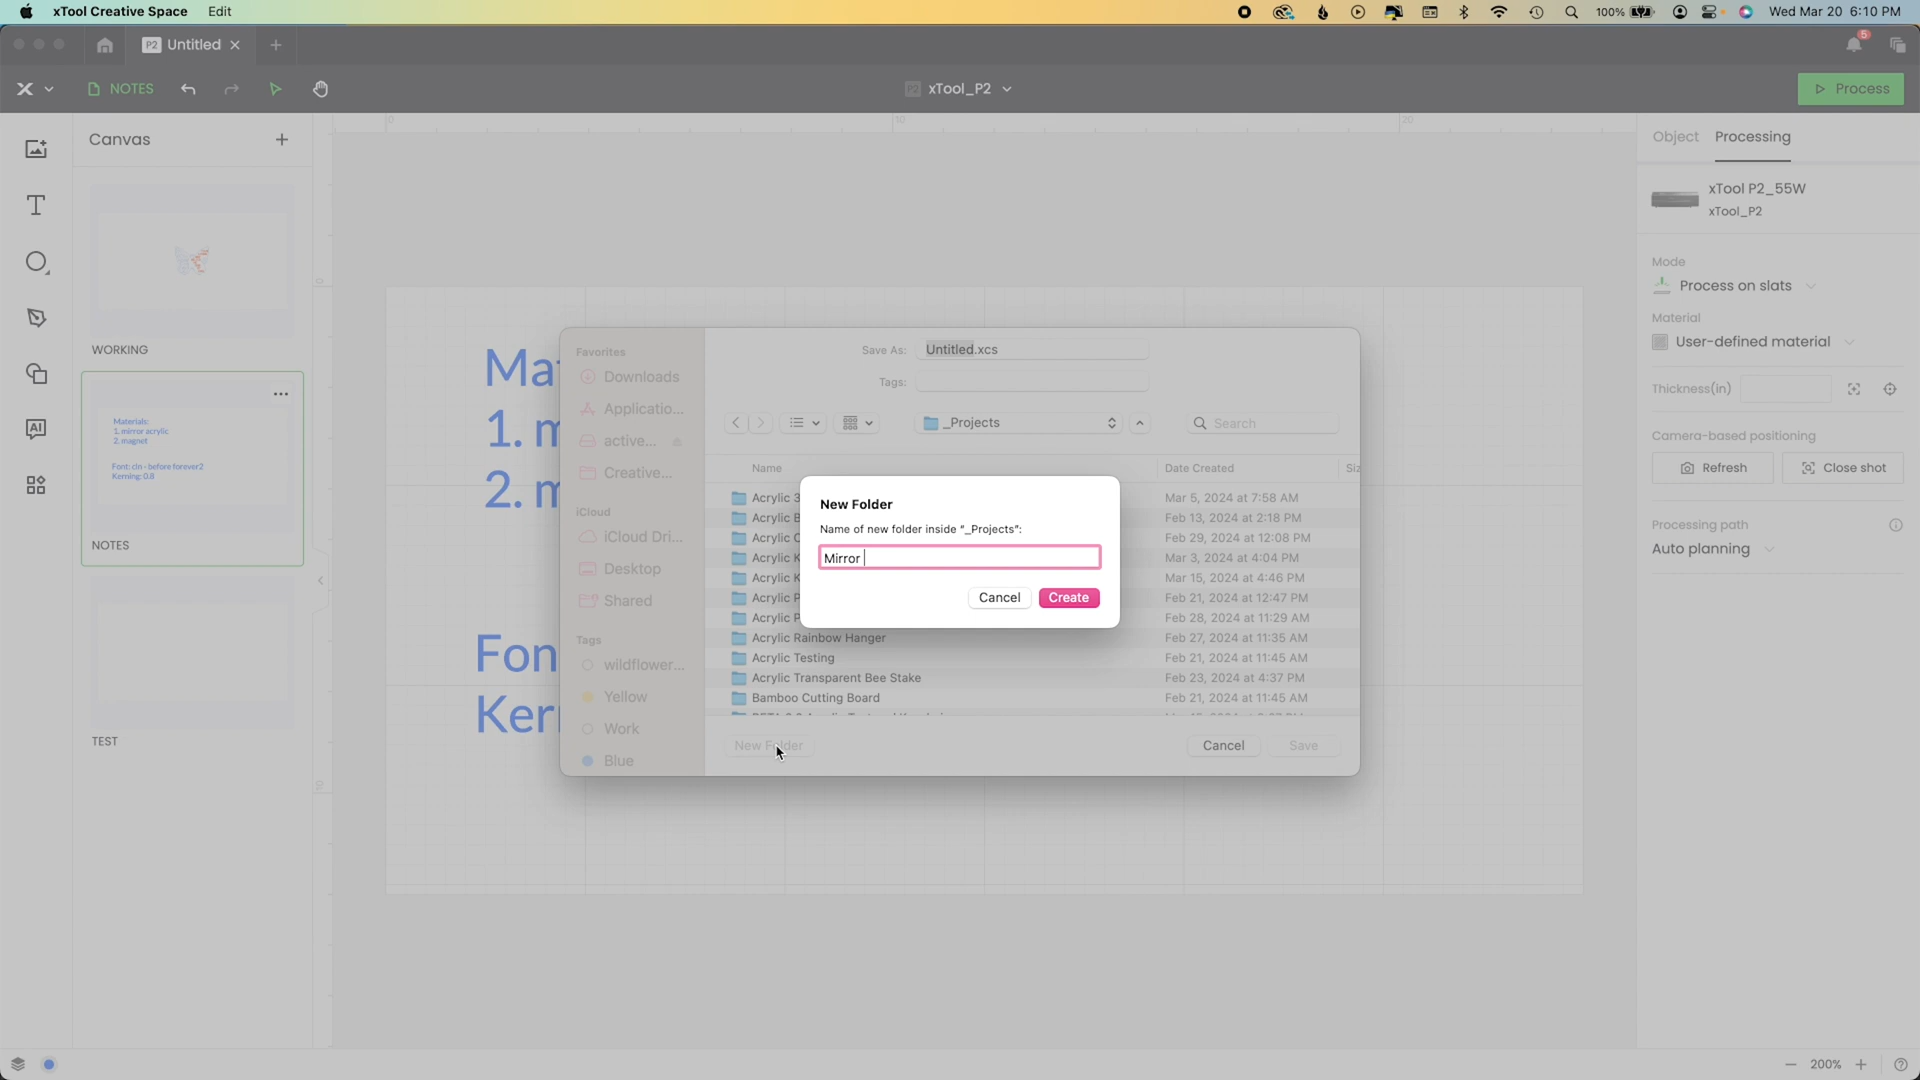 xTool Creative Space Edit
100% Wed Mar 20 6:10 PM
P2 Untitled
5
NOTES
P2 xTool_P2
Process
Canvas
0 10 20
WORKING
Materials:
1. mirror acrylic
2. magnet
Font: cln - before forever2
Kerning: 0.8
NOTES
TEST
AI
Mat
1. m
2. m
Fon
Kern
Favorites
Downloads
Applicatio...
active...
Creative...
iCloud
iCloud Dri...
Desktop
Shared
Tags
wildflower...
Yellow
Work
Blue
Save As: Untitled.xcs
Tags:
_Projects
Search
Name Date Created Siz
Acrylic 3 Mar 5, 2024 at 7:58 AM
Acrylic B Feb 13, 2024 at 2:18 PM
Acrylic C Feb 29, 2024 at 12:08 PM
Acrylic K Mar 3, 2024 at 4:04 PM
Acrylic K Mar 15, 2024 at 4:46 PM
Acrylic P Feb 21, 2024 at 12:47 PM
Acrylic P Feb 28, 2024 at 11:29 AM
Acrylic Rainbow Hanger Feb 27, 2024 at 11:35 AM
Acrylic Testing Feb 21, 2024 at 11:45 AM
Acrylic Transparent Bee Stake Feb 23, 2024 at 4:37 PM
Bamboo Cutting Board Feb 21, 2024 at 11:45 AM
New Folder
Cancel Save
New Folder
Name of new folder inside "_Projects":
Mirror
Cancel Create
Object Processing
xTool P2_55W
xTool_P2
Mode
Process on slats
Material
User-defined material
Thickness(in)
Camera-based positioning
Refresh Close shot
Processing path
Auto planning
200%